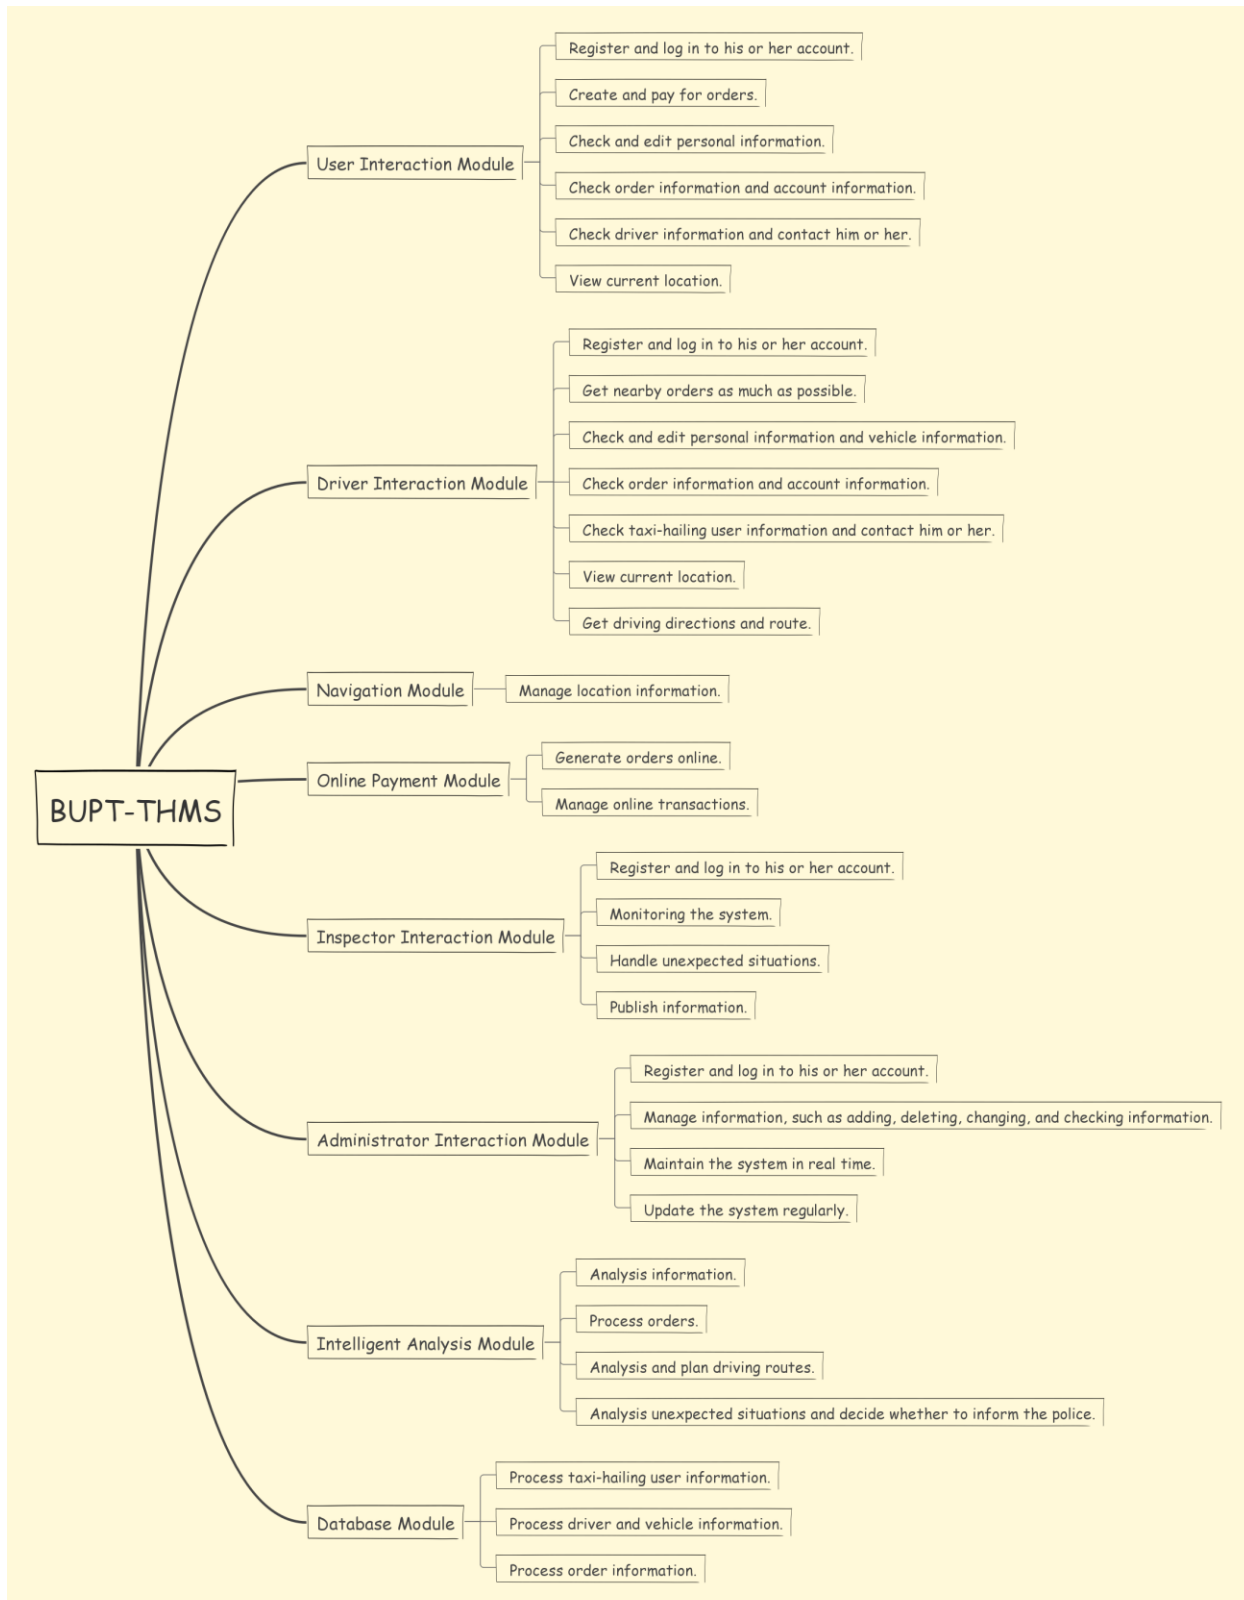 BUPT-THMS
User Interaction Module
Register and log in to his or her account.
Create and pay for orders.
Check and edit personal information.
Check order information and account information.
Check driver information and contact him or her.
View current location.
Driver Interaction Module
Register and log in to his or her account.
Get nearby orders as much as possible.
Check and edit personal information and vehicle information.
Check order information and account information.
Check taxi-hailing user information and contact him or her.
View current location.
Get driving directions and route.
Navigation Module
Manage location information.
Online Payment Module
Generate orders online.
Manage online transactions.
Inspector Interaction Module
Register and log in to his or her account.
Monitoring the system.
Handle unexpected situations.
Publish information.
Administrator Interaction Module
Register and log in to his or her account.
Manage information, such as adding, deleting, changing, and checking information.
Maintain the system in real time.
Update the system regularly.
Intelligent Analysis Module
Analysis information.
Process orders.
Analysis and plan driving routes.
Analysis unexpected situations and decide whether to inform the police.
Database Module
Process taxi-hailing user information.
Process driver and vehicle information.
Process order information.